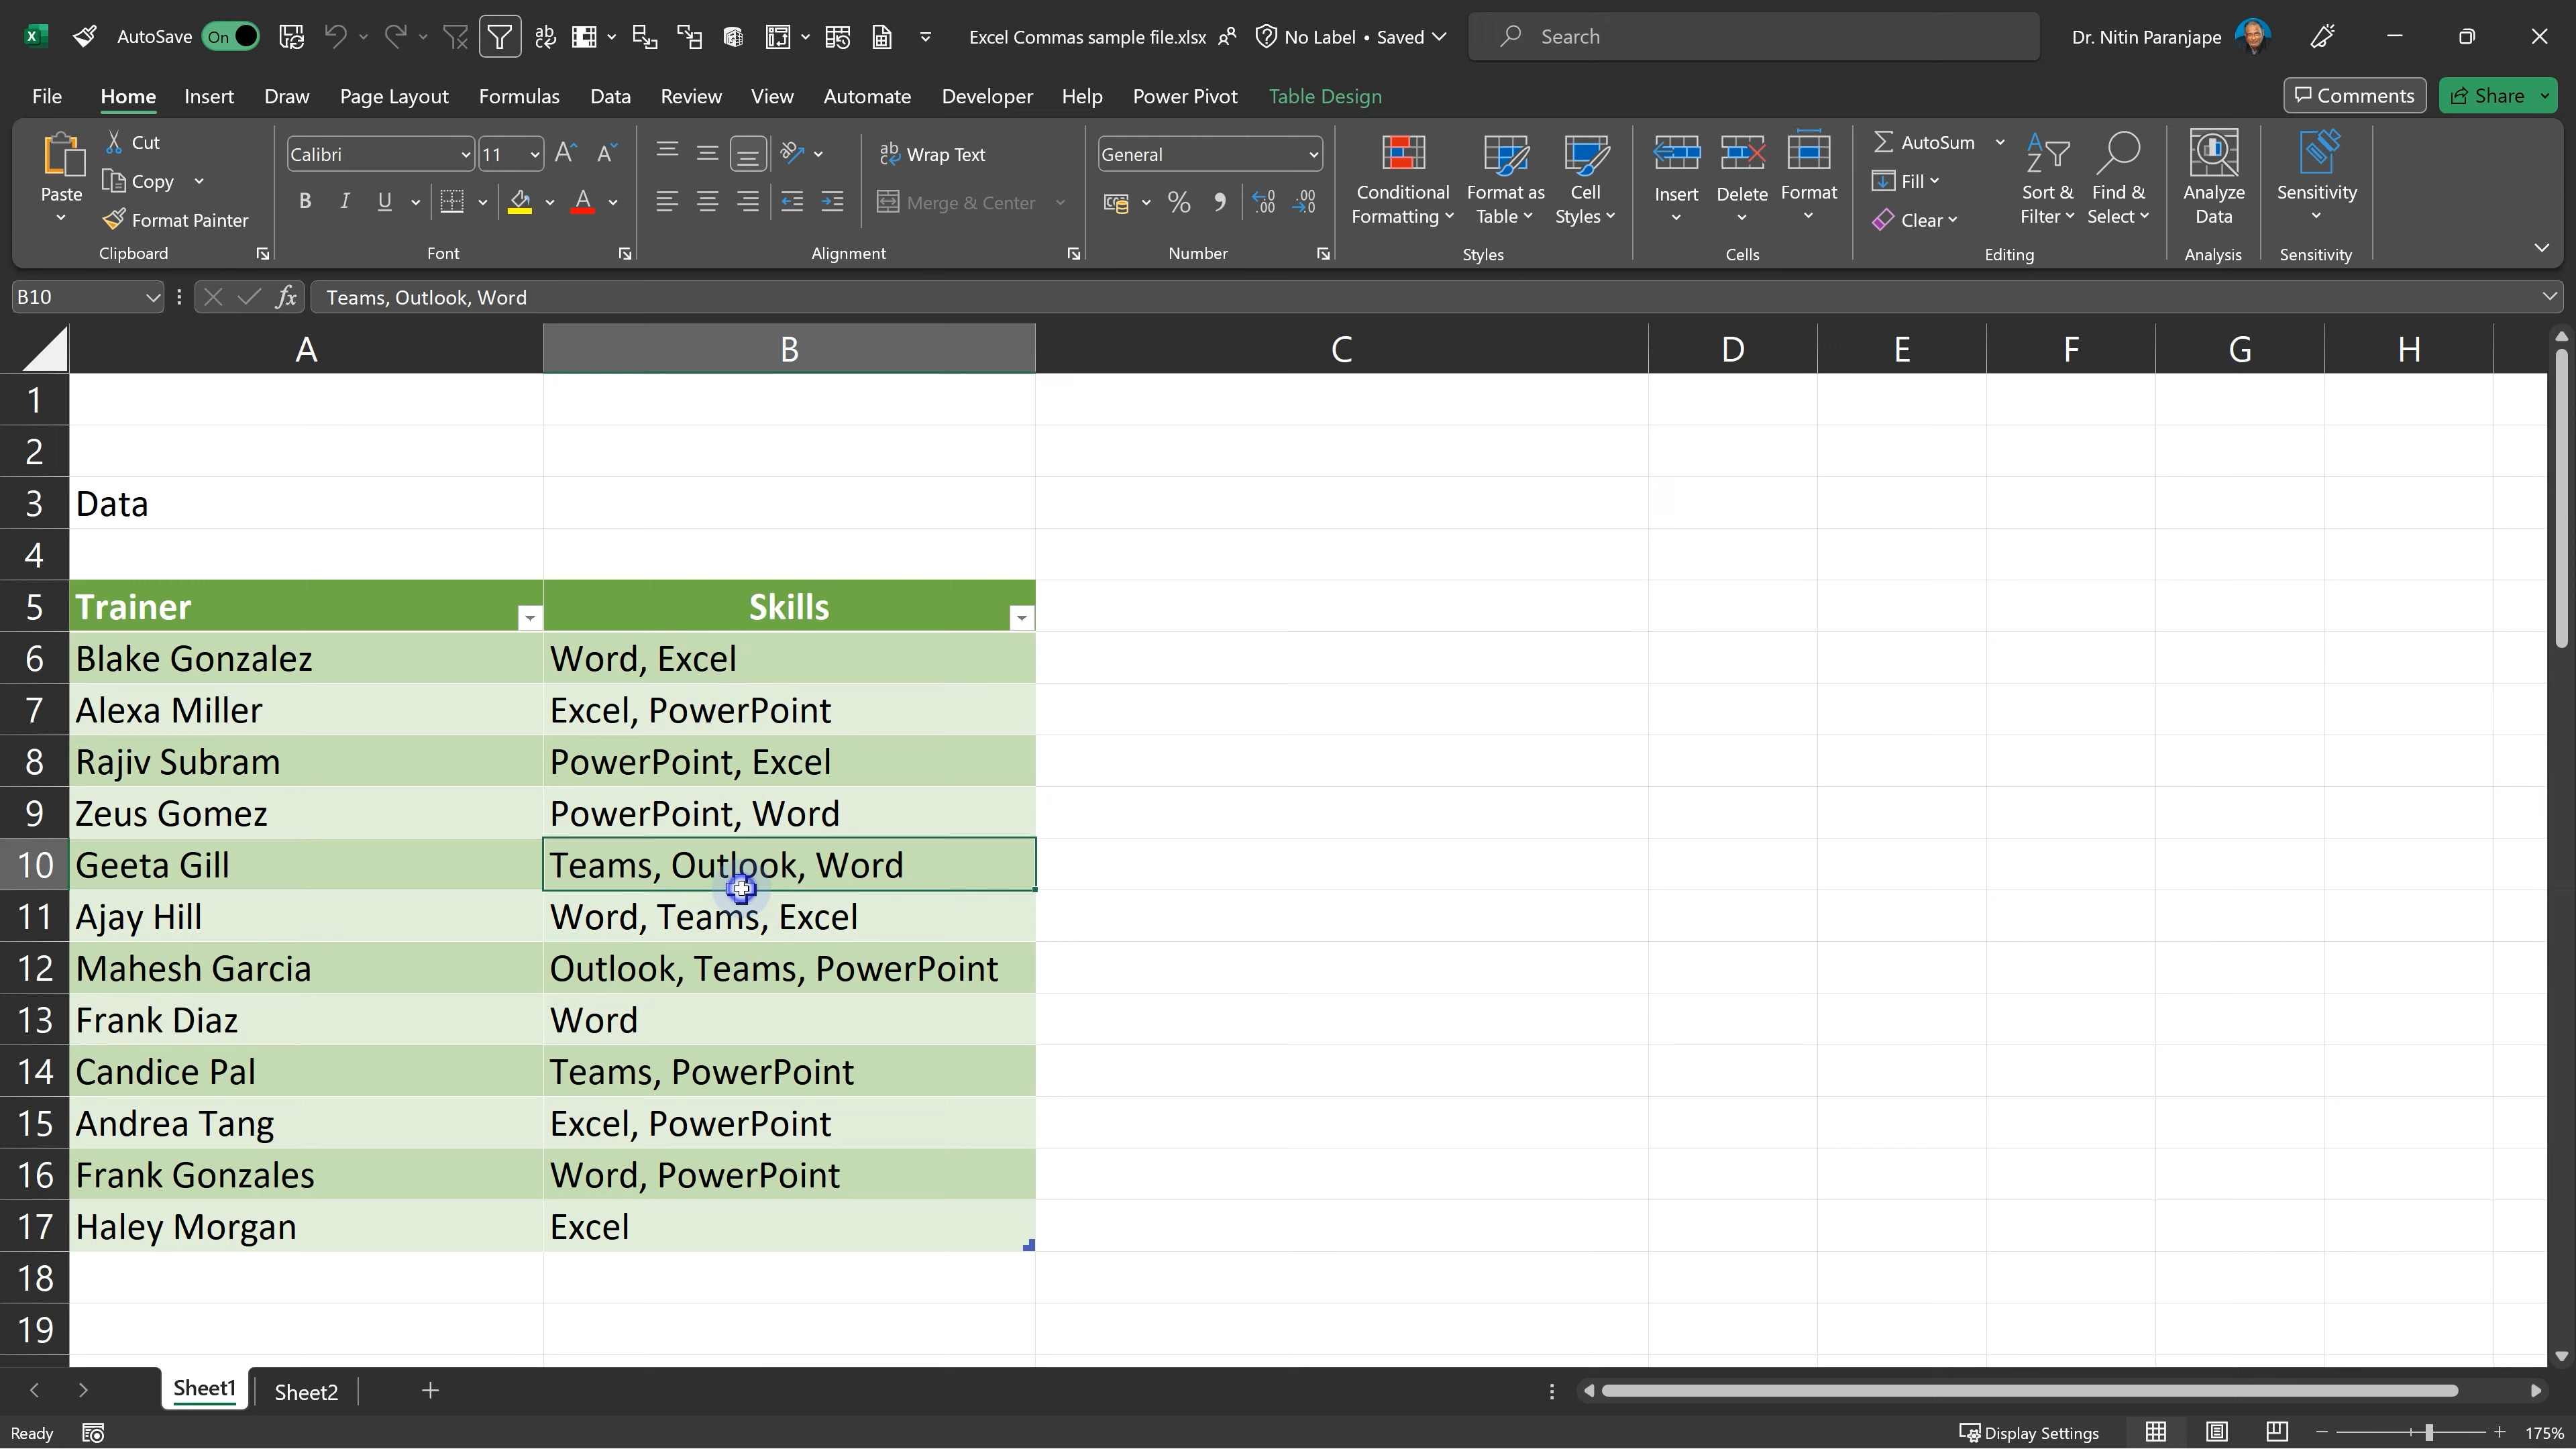 AutoSave On Excel Commas sample file.xlsx No Label • Saved Search Dr. Nitin Paranjape
File Home Insert Draw Page Layout Formulas Data Review View Automate Developer Help Power Pivot Table Design Comments Share
Paste Cut Copy Format Painter Clipboard
Calibri 11 B I U A Font
ab Wrap Text Merge & Center Alignment
General % Number
Conditional Formatting Format as Table Cell Styles Styles
Insert Delete Format Cells
AutoSum Fill Clear Sort & Filter Find & Select Editing
Analyze Data Analysis
Sensitivity Sensitivity
B10 fx Teams, Outlook, Word
A B C D E F G H
1
2
3 Data
4
5 Trainer Skills
6 Blake Gonzalez Word, Excel
7 Alexa Miller Excel, PowerPoint
8 Rajiv Subram PowerPoint, Excel
9 Zeus Gomez PowerPoint, Word
10 Geeta Gill Teams, Outlook, Word
11 Ajay Hill Word, Teams, Excel
12 Mahesh Garcia Outlook, Teams, PowerPoint
13 Frank Diaz Word
14 Candice Pal Teams, PowerPoint
15 Andrea Tang Excel, PowerPoint
16 Frank Gonzales Word, PowerPoint
17 Haley Morgan Excel
18
19
Sheet1 Sheet2
Ready Display Settings 175%